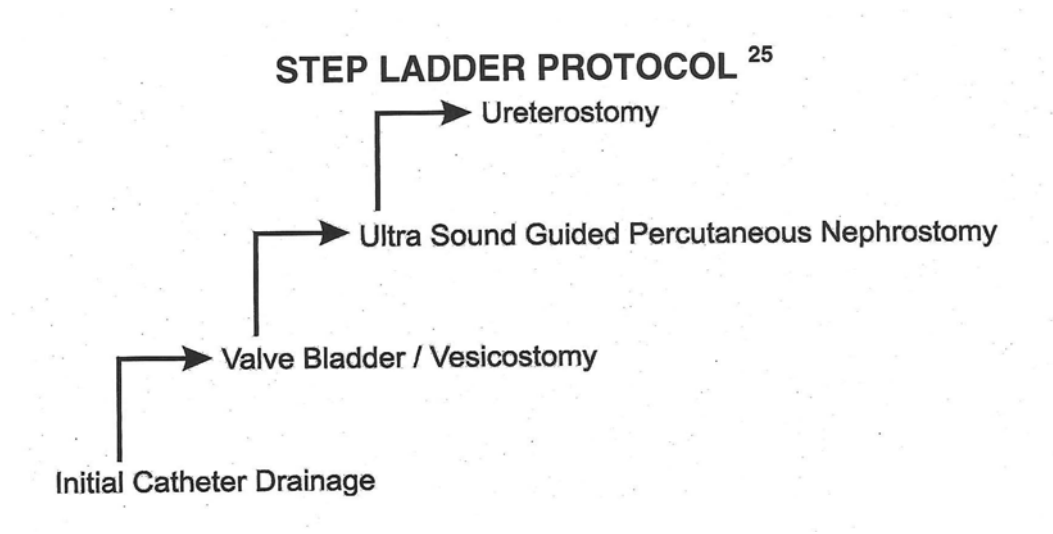 STEP LADDER PROTOCOL 25
Ureterostomy
Ultra Sound Guided Percutaneous Nephrostomy
Valve Bladder / Vesicostomy
Initial Catheter Drainage